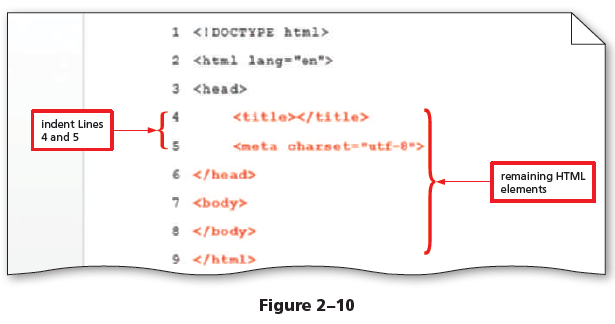 1 <!DOCTYPE html>
2 <html lang="en">
3 <head>
indent Lines
4 and 5
4 <title></title>
5 <meta charset="utf-8">
remaining HTML
elements
6 </head>
7 <body>
8 </body>
9 </html>
Figure 2–10